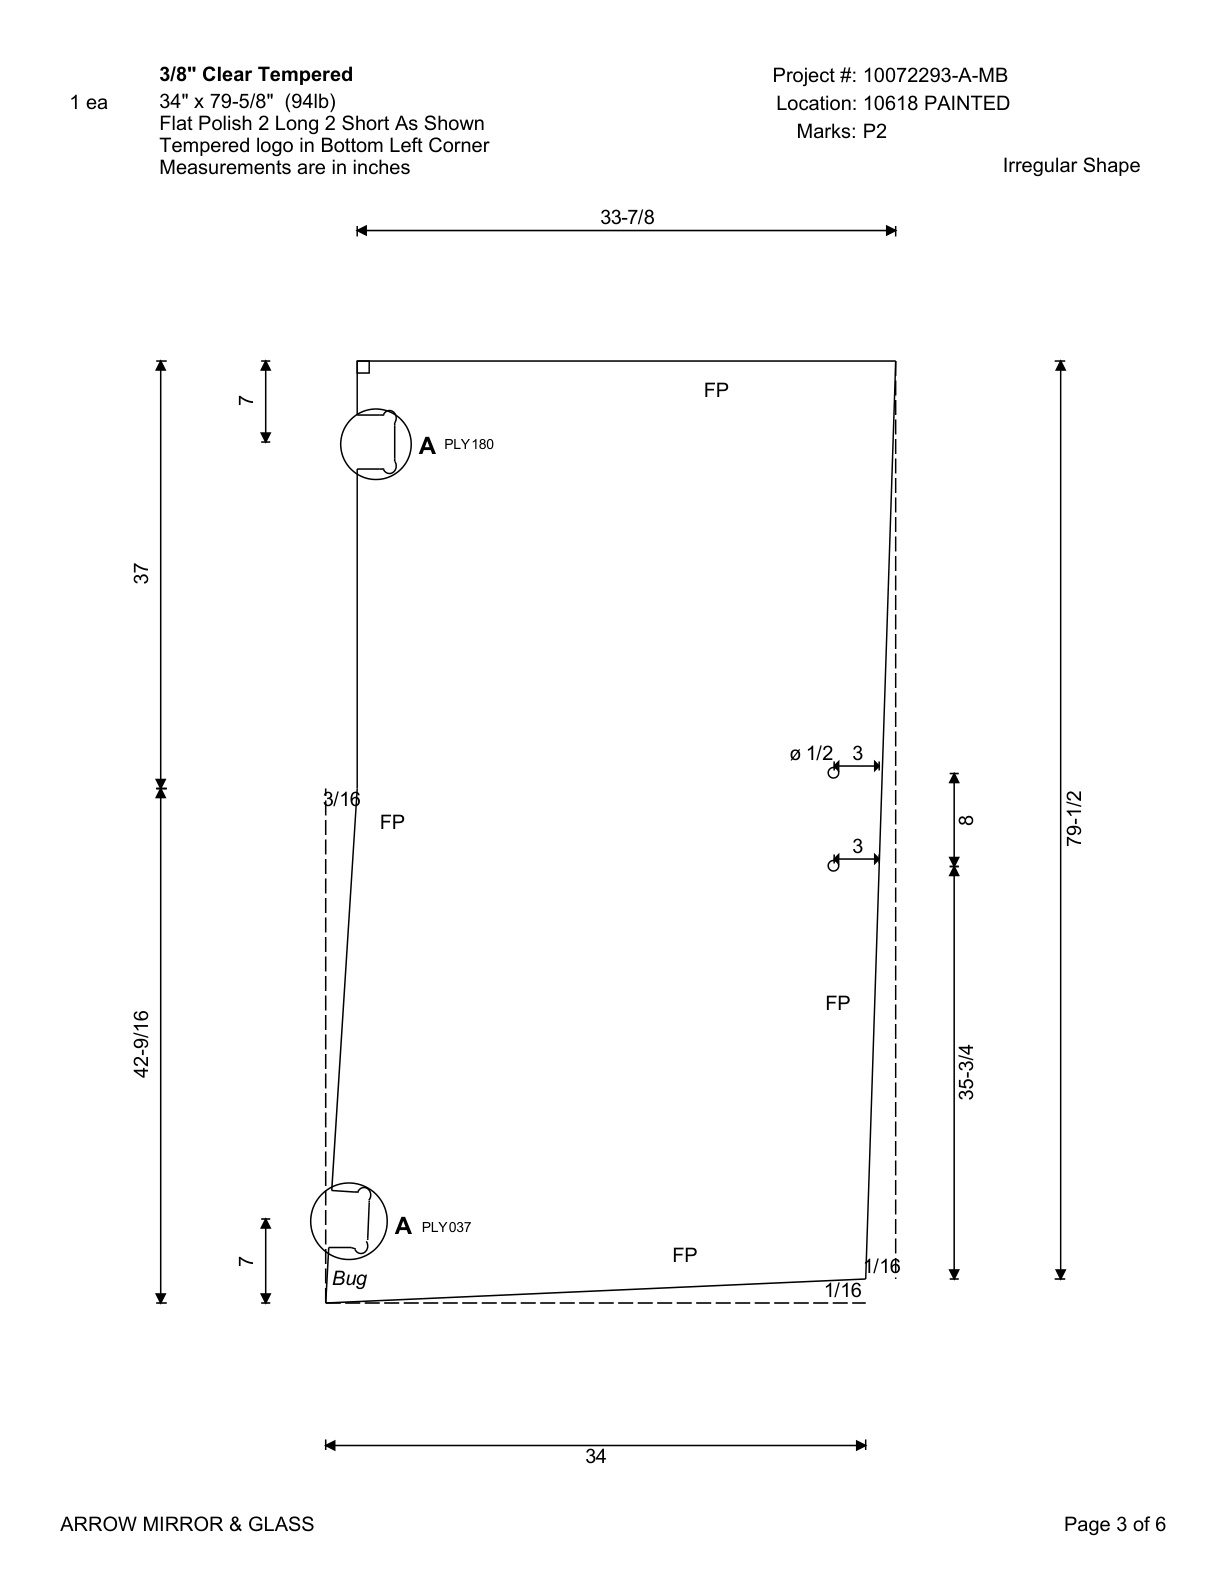 3/8" Clear Tempered
1 ea
34" x 79-5/8" (94lb)
Flat Polish 2 Long 2 Short As Shown
Tempered logo in Bottom Left Corner
Measurements are in inches
Project #: 10072293-A-MB
Location: 10618 PAINTED
Marks: P2
Irregular Shape
33-7/8
7
FP
A PLY180
37
ø 1/2
3
3/16
FP
8
79-1/2
3
FP
42-9/16
35-3/4
A PLY037
7
FP
Bug
1/16
1/16
34
ARROW MIRROR & GLASS
Page 3 of 6